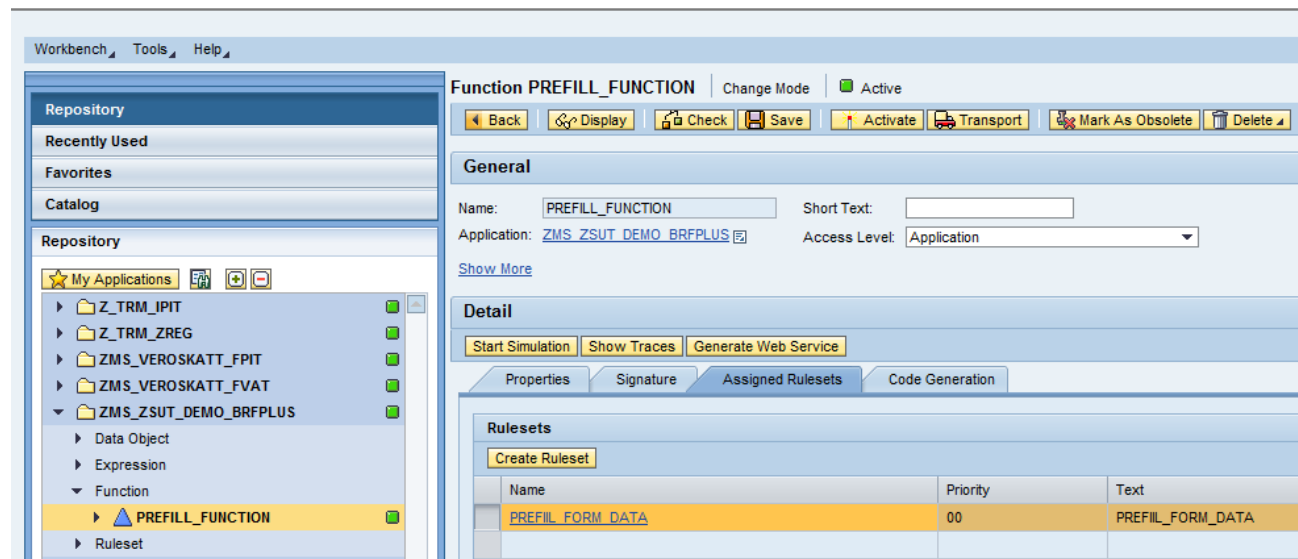 Workbench Tools Help
Repository
Recently Used
Favorites
Catalog
Repository
My Applications
Z_TRM_IPIT
Z_TRM_ZREG
ZMS_VEROSKATT_FPIT
ZMS_VEROSKATT_FVAT
ZMS_ZSUT_DEMO_BRFPLUS
Data Object
Expression
Function
PREFILL_FUNCTION
Ruleset
Function PREFILL_FUNCTION Change Mode Active
Back Display Check Save Activate Transport Mark As Obsolete Delete
General
Name: PREFILL_FUNCTION Short Text:
Application: ZMS_ZSUT_DEMO_BRFPLUS Access Level: Application
Show More
Detail
Start Simulation Show Traces Generate Web Service
Properties Signature Assigned Rulesets Code Generation
Rulesets
Create Ruleset
Name Priority Text
PREFIIL_FORM_DATA 00 PREFIIL_FORM_DATA